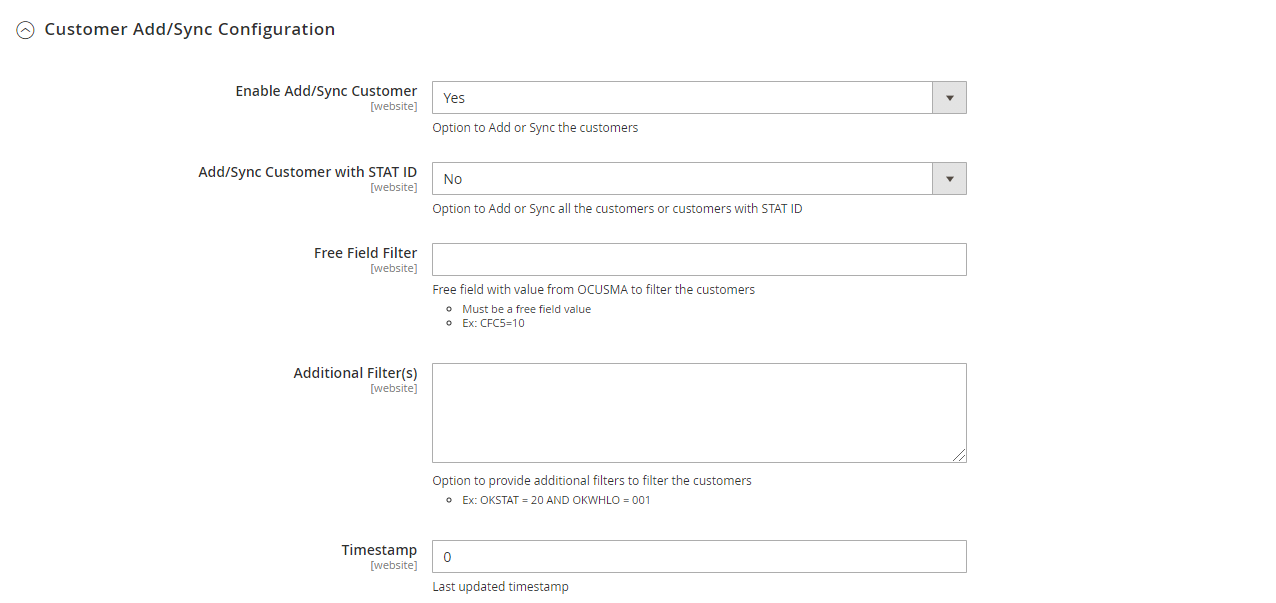 Customer Add/Sync Configuration
Enable Add/Sync Customer
[website]
Yes
Option to Add or Sync the customers
Add/Sync Customer with STAT ID
[website]
No
Option to Add or Sync all the customers or customers with STAT ID
Free Field Filter
[website]
Free field with value from OCUSMA to filter the customers
Must be a free field value
Ex: CFC5=10
Additional Filter(s)
[website]
Option to provide additional filters to filter the customers
Ex: OKSTAT = 20 AND OKWHLO = 001
Timestamp
[website]
0
Last updated timestamp